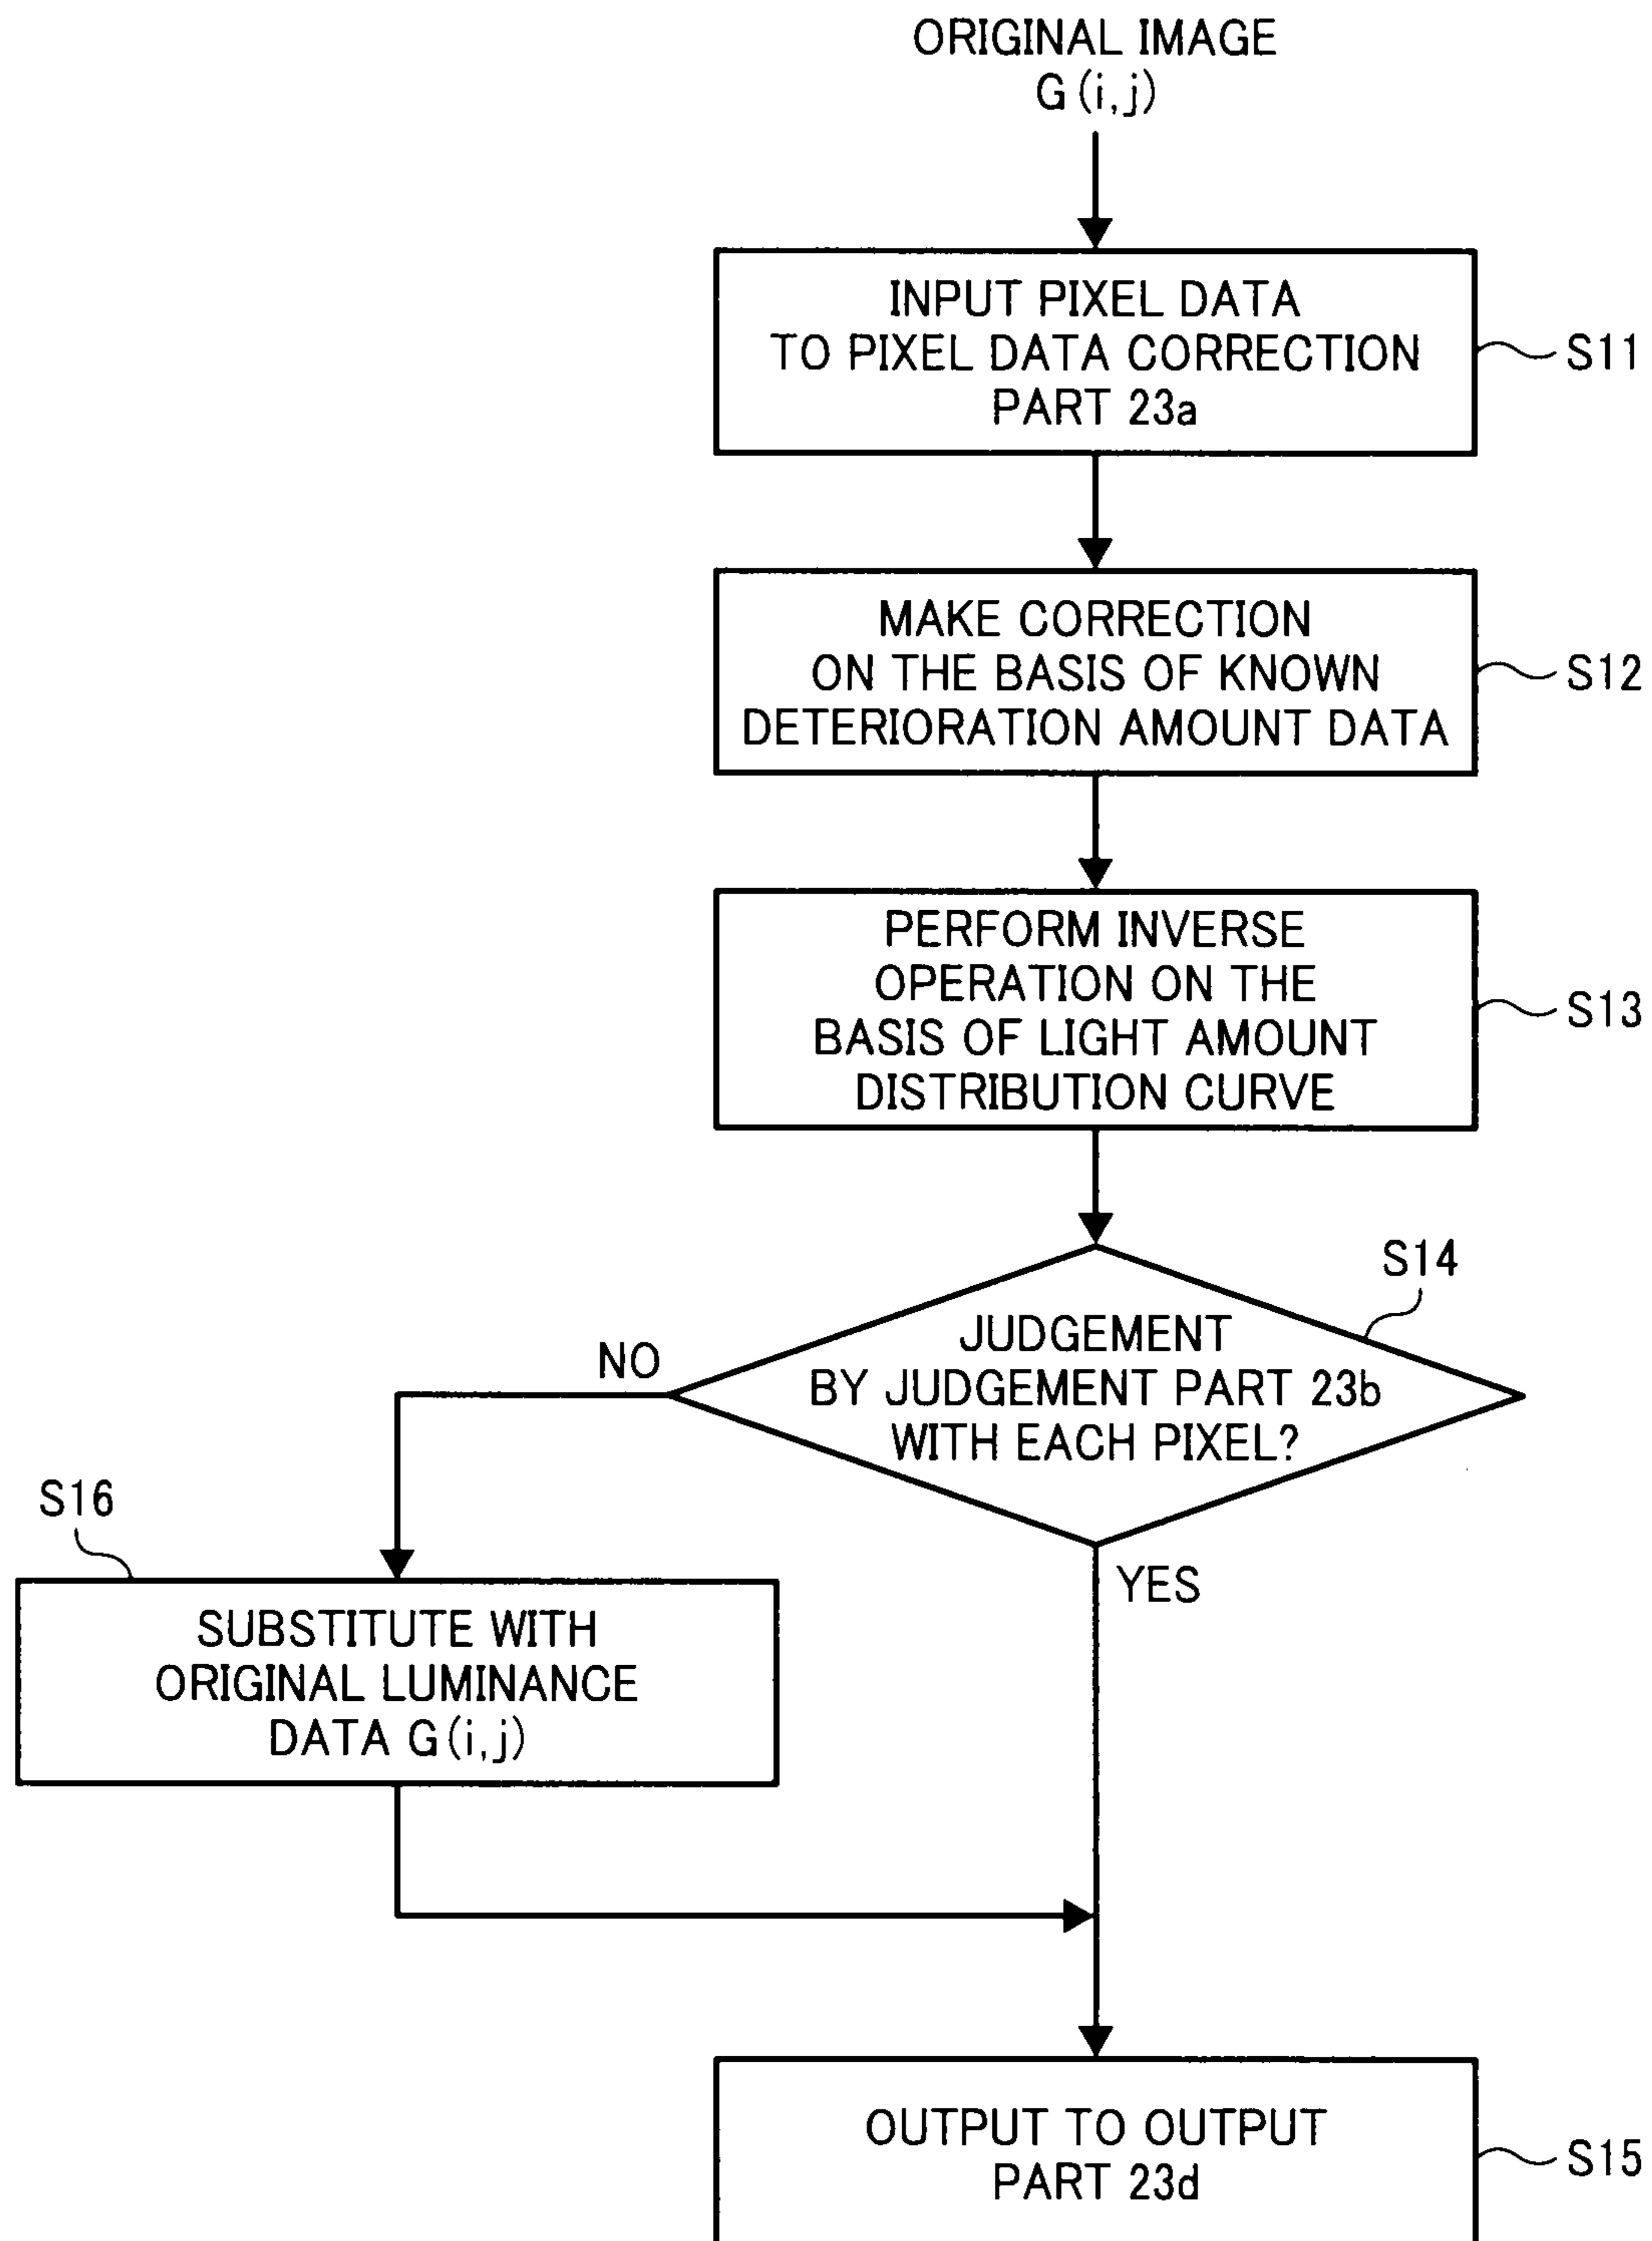 ORIGINAL IMAGE
G(i,j)
INPUT PIXEL DATA
TO PIXEL DATA CORRECTION
PART 23a
S11
MAKE CORRECTION
ON THE BASIS OF KNOWN
DETERIORATION AMOUNT DATA
S12
PERFORM INVERSE
OPERATION ON THE
BASIS OF LIGHT AMOUNT
DISTRIBUTION CURVE
S13
S14
JUDGEMENT
BY JUDGEMENT PART 23b
WITH EACH PIXEL?
NO
YES
S16
SUBSTITUTE WITH
ORIGINAL LUMINANCE
DATA G(i,j)
OUTPUT TO OUTPUT
PART 23d
S15